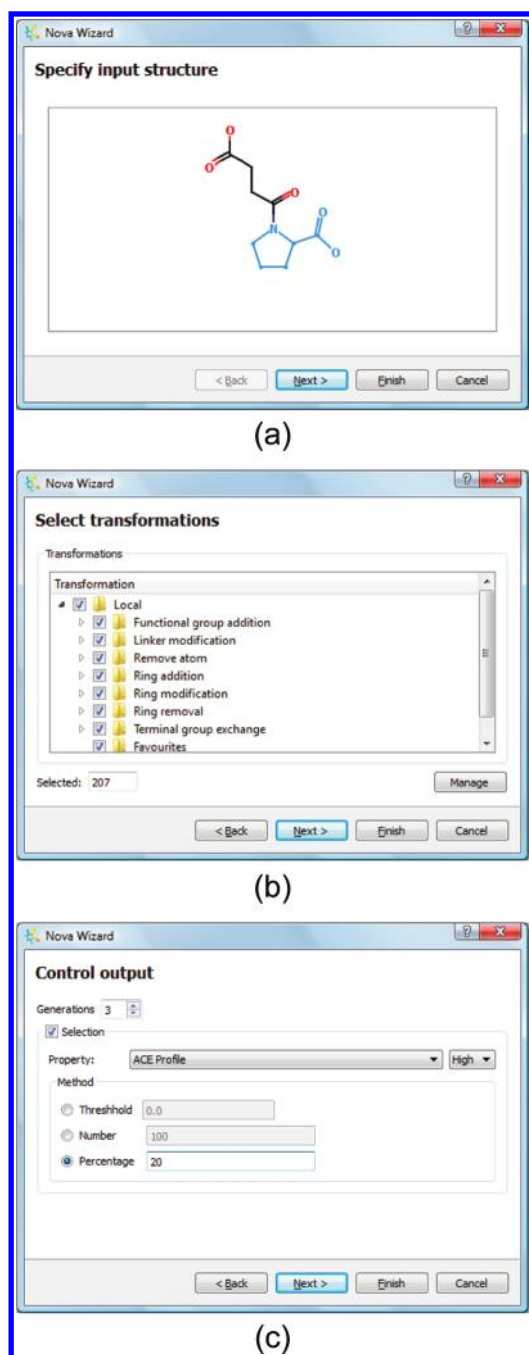 Nova Wizard
Specify input structure
O
O
O
N
O
O
< Back Next > Finish Cancel
(a)
Nova Wizard
Select transformations
Transformations
Transformation
Local
Functional group addition
Linker modification
Remove atom
Ring addition
Ring modification
Ring removal
Terminal group exchange
Favourites
Selected: 207 Manage
< Back Next > Finish Cancel
(b)
Nova Wizard
Control output
Generations 3
Selection
Property: ACE Profile High
Method
Threshhold 0.0
Number 100
Percentage 20
< Back Next > Finish Cancel
(c)